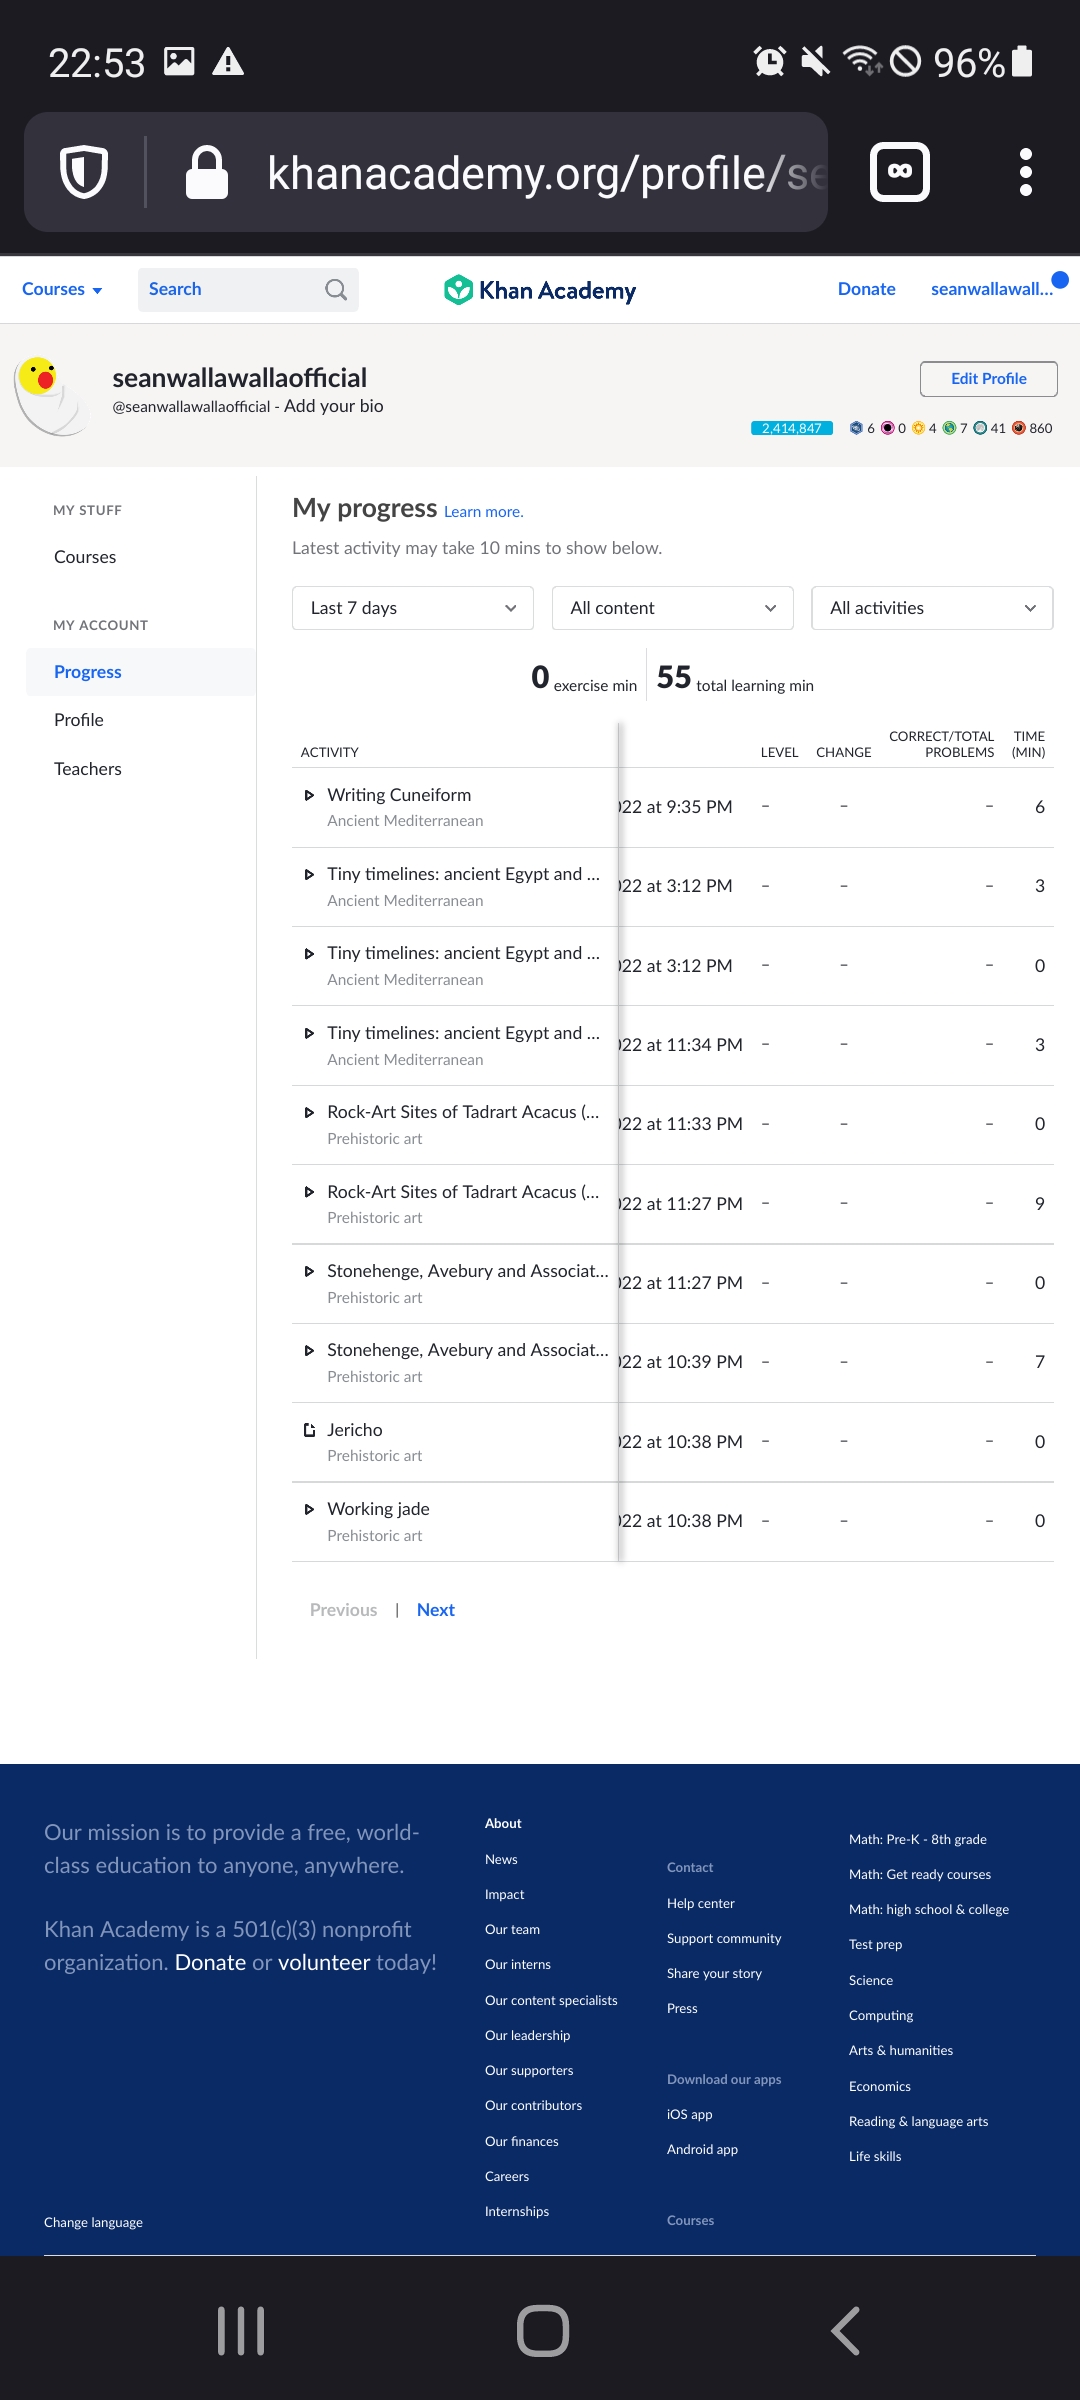 22:53
96%
khanacademy.org/profile/se
Courses
Search
Khan Academy
Donate
seanwallawall...
seanwallawallaofficial
@seanwallawallaofficial - Add your bio
Edit Profile
2,414,847 6 0 4 7 41 860
MY STUFF
Courses
MY ACCOUNT
Progress
Profile
Teachers
My progress Learn more.
Latest activity may take 10 mins to show below.
Last 7 days
All content
All activities
0 exercise min
55 total learning min
ACTIVITY
LEVEL
CHANGE
CORRECT/TOTAL PROBLEMS
TIME (MIN)
Writing Cuneiform
Ancient Mediterranean
022 at 9:35 PM – – – 6
Tiny timelines: ancient Egypt and ...
Ancient Mediterranean
022 at 3:12 PM – – – 3
Tiny timelines: ancient Egypt and ...
Ancient Mediterranean
022 at 3:12 PM – – – 0
Tiny timelines: ancient Egypt and ...
Ancient Mediterranean
022 at 11:34 PM – – – 3
Rock-Art Sites of Tadrart Acacus (...
Prehistoric art
022 at 11:33 PM – – – 0
Rock-Art Sites of Tadrart Acacus (...
Prehistoric art
022 at 11:27 PM – – – 9
Stonehenge, Avebury and Associat...
Prehistoric art
022 at 11:27 PM – – – 0
Stonehenge, Avebury and Associat...
Prehistoric art
022 at 10:39 PM – – – 7
Jericho
Prehistoric art
022 at 10:38 PM – – – 0
Working jade
Prehistoric art
022 at 10:38 PM – – – 0
Previous | Next
Our mission is to provide a free, world-
class education to anyone, anywhere.
Khan Academy is a 501(c)(3) nonprofit
organization. Donate or volunteer today!
Change language
About
News
Impact
Our team
Our interns
Our content specialists
Our leadership
Our supporters
Our contributors
Our finances
Careers
Internships
Contact
Help center
Support community
Share your story
Press
Download our apps
iOS app
Android app
Courses
Math: Pre-K - 8th grade
Math: Get ready courses
Math: high school & college
Test prep
Science
Computing
Arts & humanities
Economics
Reading & language arts
Life skills